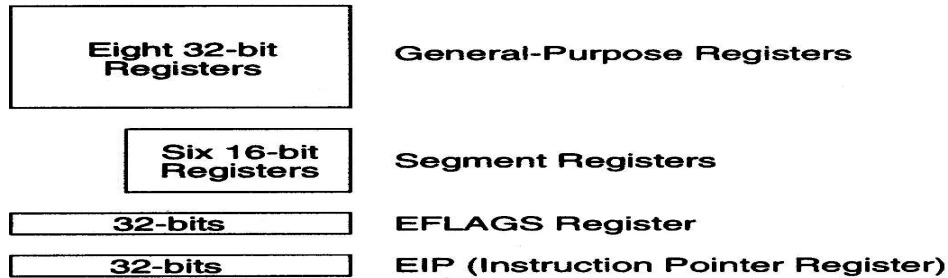 Eight 32-bit
Registers
General-Purpose Registers
Six 16-bit
Registers
Segment Registers
32-bits
EFLAGS Register
32-bits
EIP (Instruction Pointer Register)